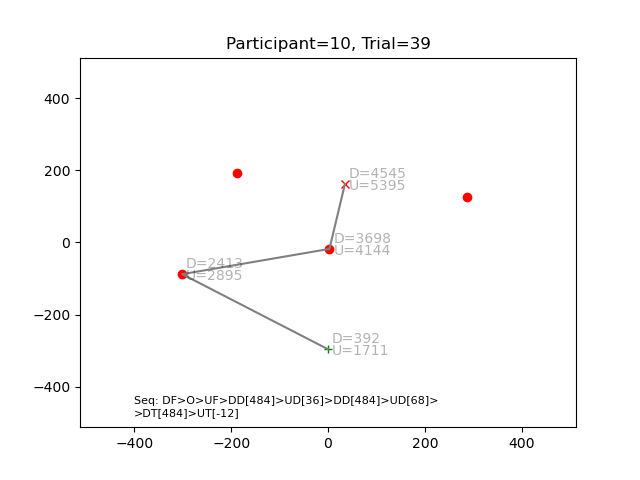 Participant=10, Trial=39
400
200
0
−200
−400
D=4545
U=5395
D=3698
U=4144
D=2413
U=2895
D=392
U=1711
Seq: DF>O>UF>DD[484]>UD[36]>DD[484]>UD[68]>
>DT[484]>UT[-12]
−400
−200
0
200
400